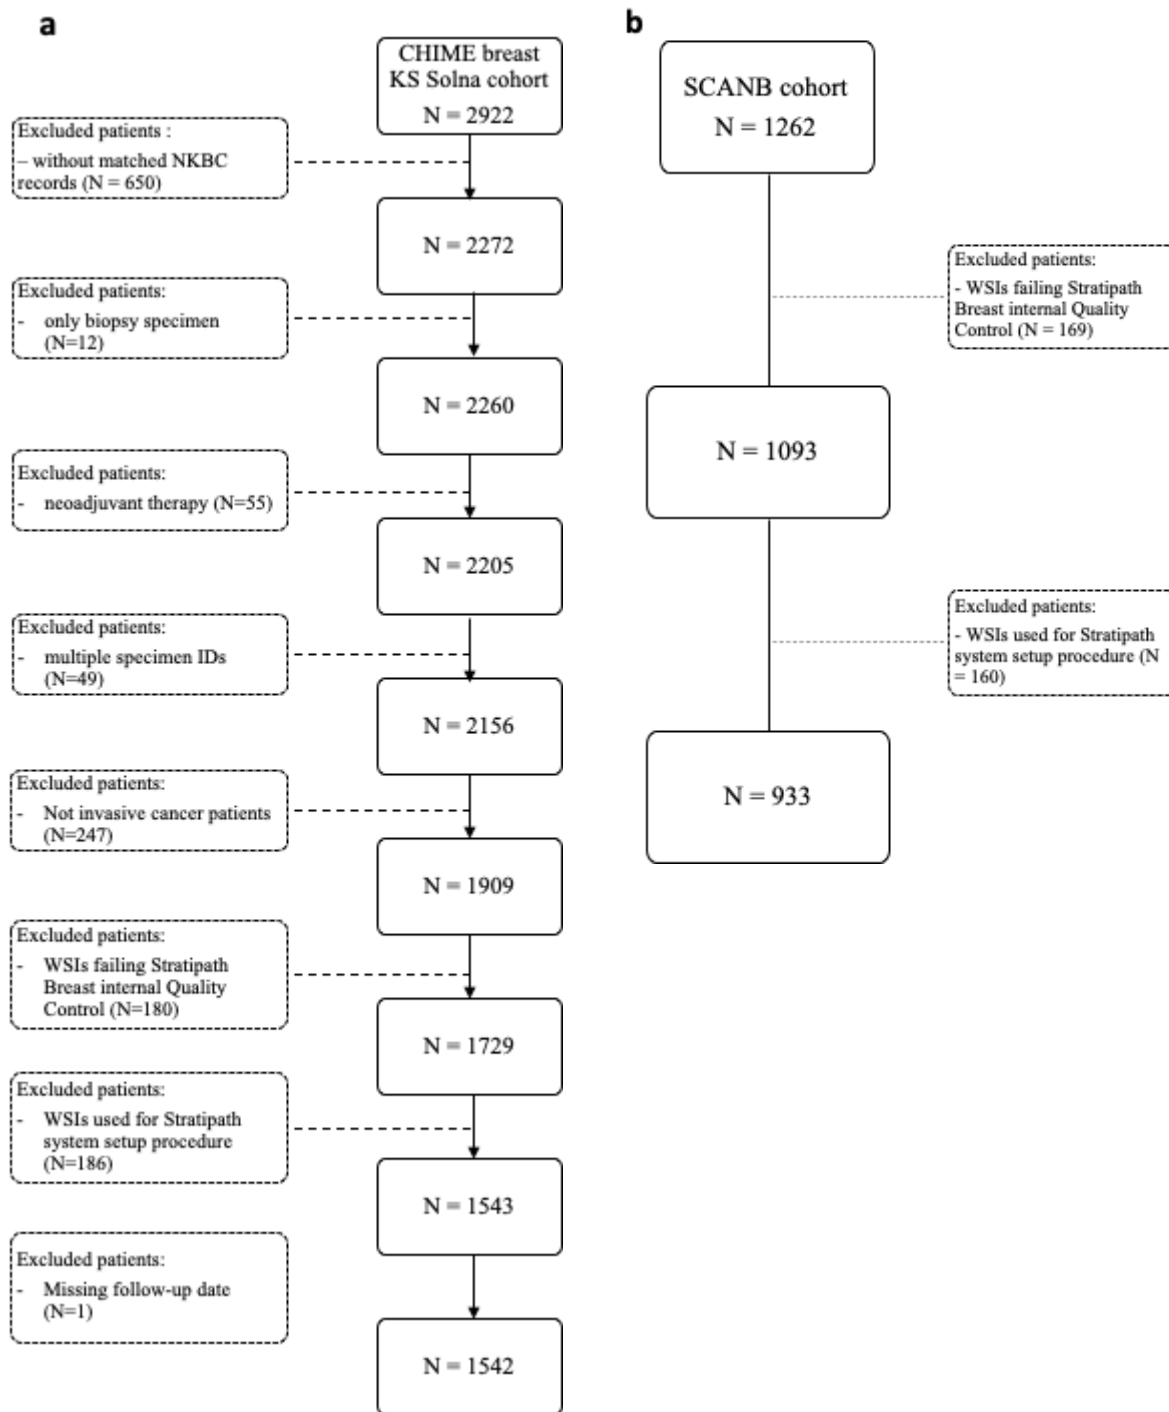 a
CHIME breast
KS Solna cohort
N = 2922
Excluded patients :
– without matched NKBC
records (N = 650)
N = 2272
Excluded patients:
- only biopsy specimen
(N=12)
N = 2260
Excluded patients:
- neoadjuvant therapy (N=55)
N = 2205
Excluded patients:
- multiple specimen IDs
(N=49)
N = 2156
Excluded patients:
- Not invasive cancer patients
(N=247)
N = 1909
Excluded patients:
- WSIs failing Stratipath
Breast internal Quality
Control (N=180)
N = 1729
Excluded patients:
- WSIs used for Stratipath
system setup procedure
(N=186)
N = 1543
Excluded patients:
- Missing follow-up date
(N=1)
N = 1542
b
SCANB cohort
N = 1262
Excluded patients:
- WSIs failing Stratipath
Breast internal Quality
Control (N = 169)
N = 1093
Excluded patients:
- WSIs used for Stratipath
system setup procedure (N
= 160)
N = 933